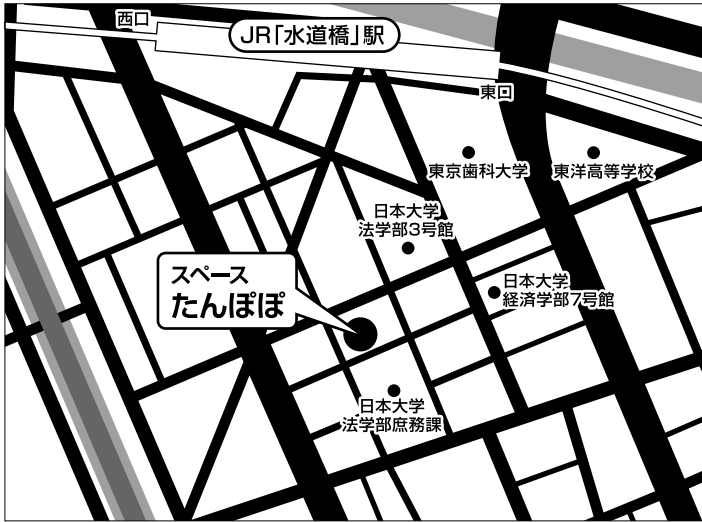 西口
JR「水道橋」駅
東口
東京歯科大学
東洋高等学校
日本大学
法学部3号館
スペース
たんぽぽ
日本大学
経済学部7号館
日本大学
法学部庶務課